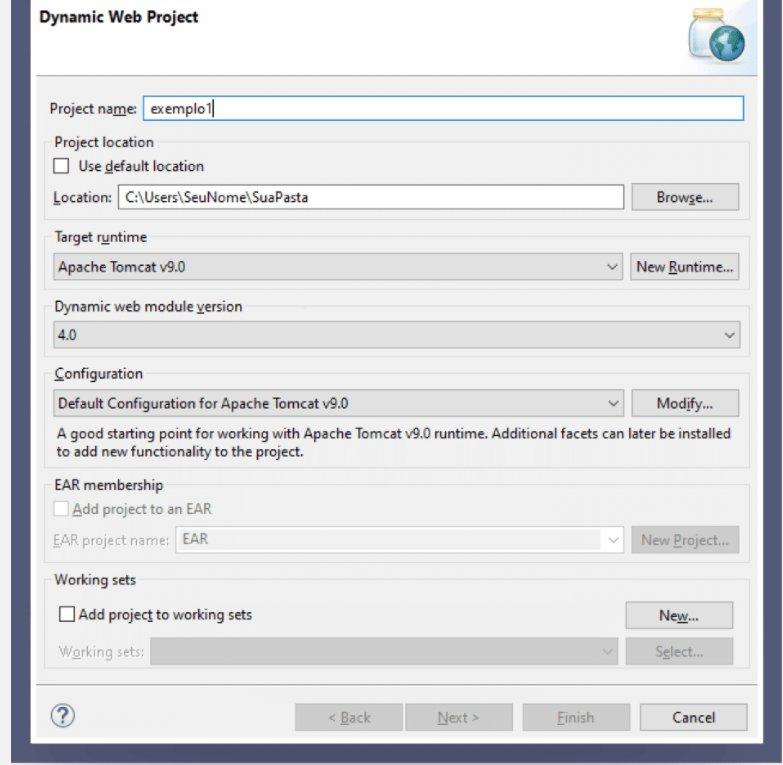 Dynamic Web Project
Project name: exemplo1
Project location
Use default location
Location: C:\Users\SeuNome\SuaPasta Browse...
Target runtime
Apache Tomcat v9.0 New Runtime...
Dynamic web module version
4.0
Configuration
Default Configuration for Apache Tomcat v9.0 Modify...
A good starting point for working with Apache Tomcat v9.0 runtime. Additional facets can later be installed
to add new functionality to the project.
EAR membership
Add project to an EAR
EAR project name: EAR New Project...
Working sets
Add project to working sets New...
Working sets: Select...
? < Back Next > Finish Cancel